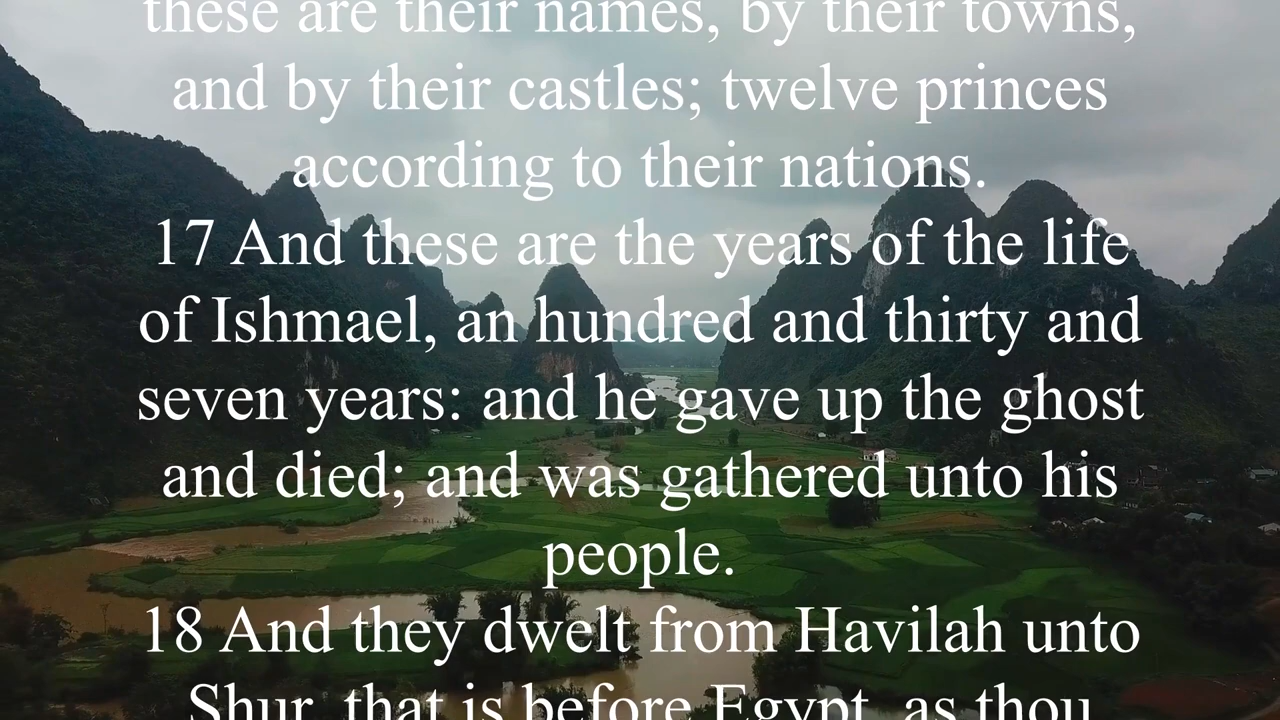 these are their names, by their towns,
and by their castles; twelve princes
according to their nations.
17 And these are the years of the life
of Ishmael, an hundred and thirty and
seven years: and he gave up the ghost
and died; and was gathered unto his
people.
18 And they dwelt from Havilah unto
Shur, that is before Egypt, as thou